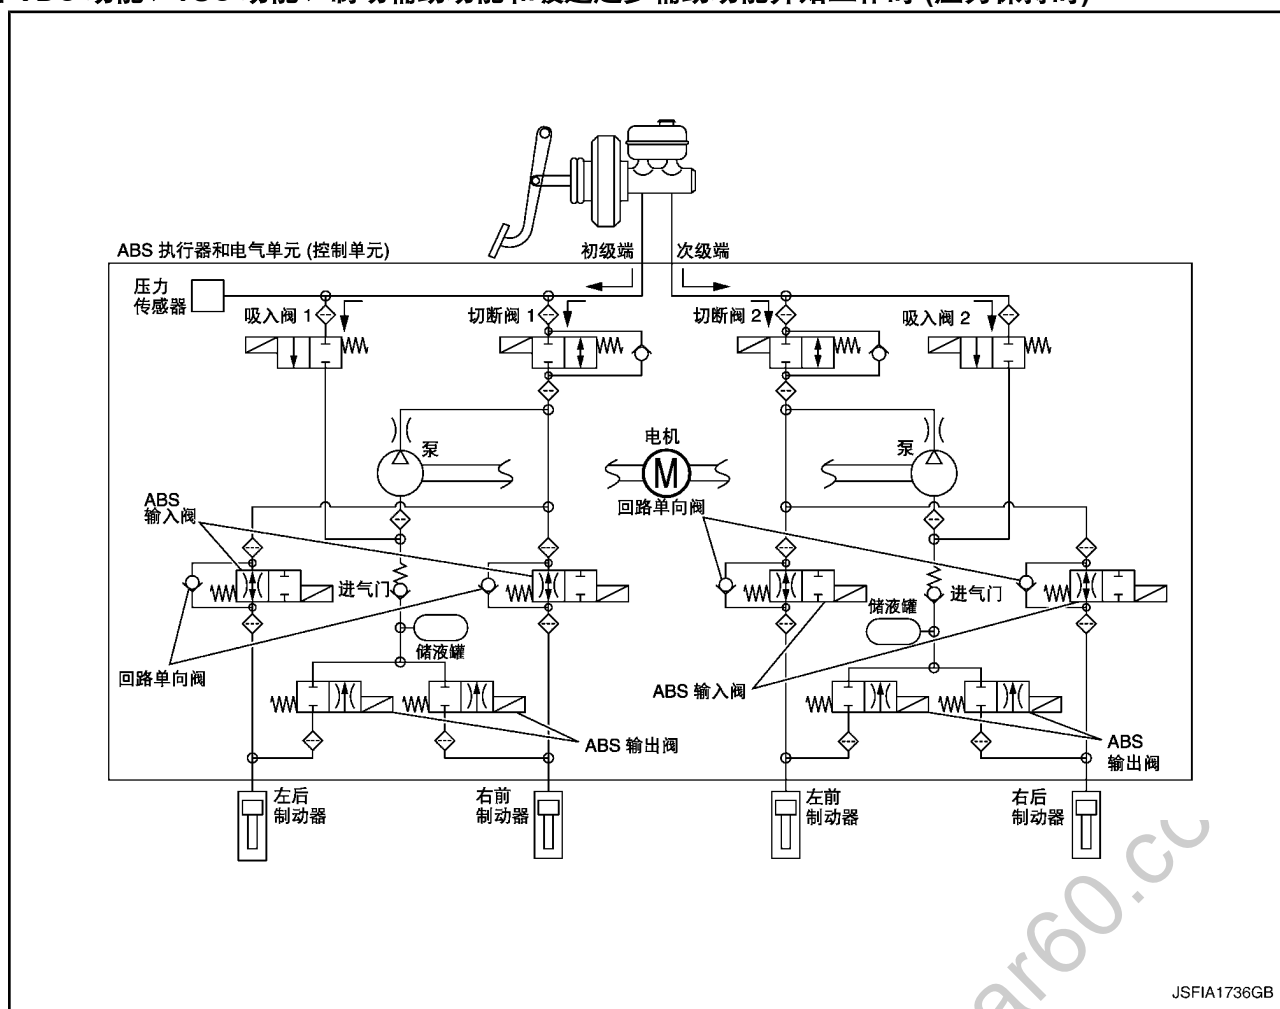 ABS 执行器和电气单元 (控制单元)
初级端
次级端
压力
传感器
吸入阀 1
切断阀 1
切断阀 2
吸入阀 2
泵
电机
M
泵
ABS
输入阀
回路单向阀
进气门
储液罐
储液罐
进气门
回路单向阀
ABS 输入阀
ABS 输出阀
ABS
输出阀
左后
制动器
右前
制动器
左前
制动器
右后
制动器
JSFIA1736GB